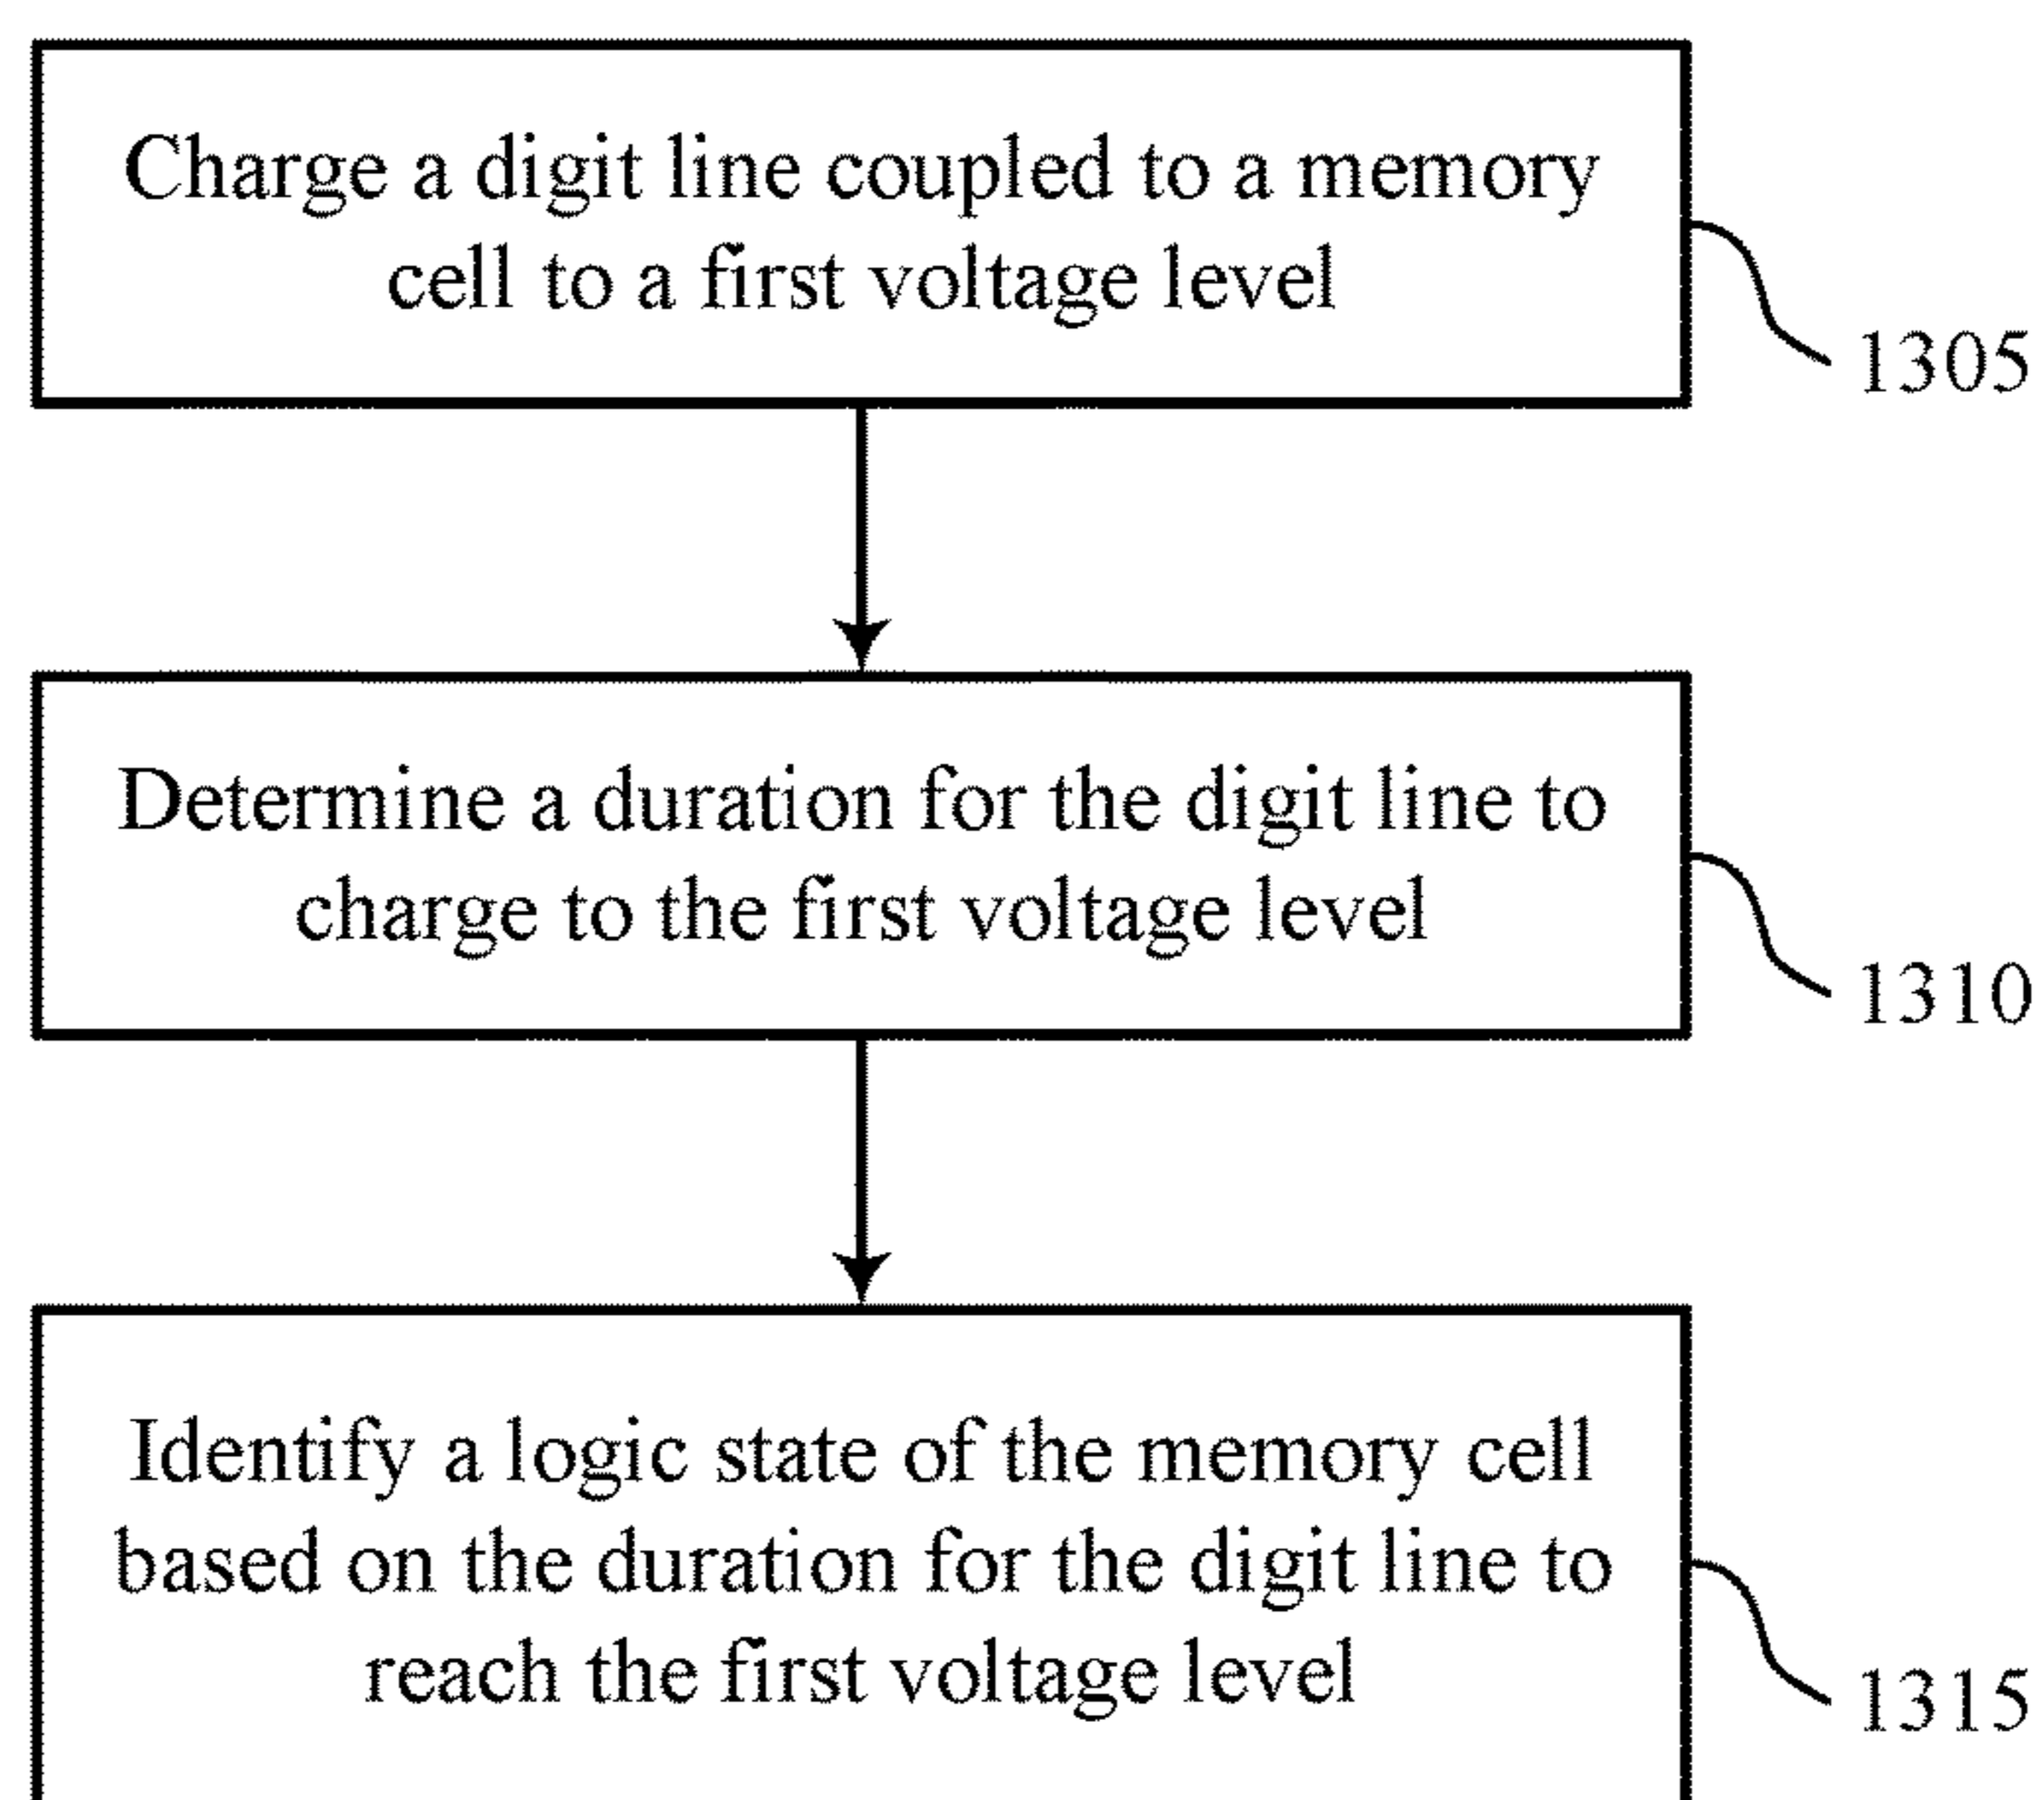 Charge a digit line coupled to a memory
cell to a first voltage level
1305
Determine a duration for the digit line to
charge to the first voltage level
1310
Identify a logic state of the memory cell
based on the duration for the digit line to
reach the first voltage level
1315